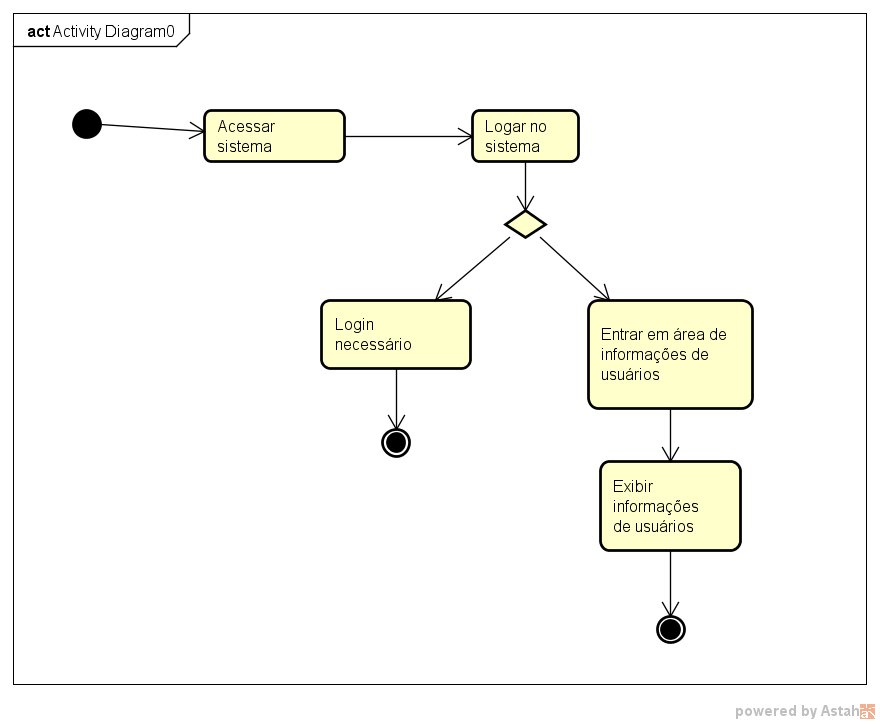 act Activity Diagram0
Acessar
sistema
Logar no
sistema
Login
necessário
Entrar em área de
informações de
usuários
Exibir
informações
de usuários
powered by Astah